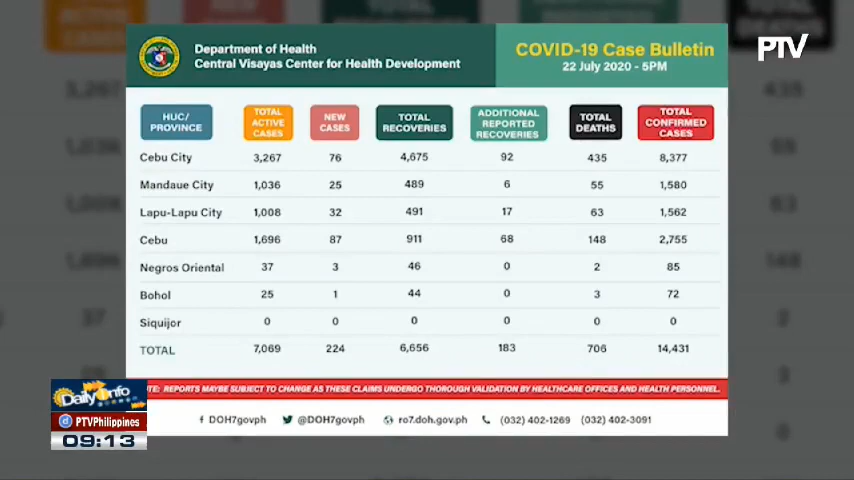 PTV
Department of Health
Central Visayas Center for Health Development
COVID-19 Case Bulletin
22 July 2020 - 5PM
HUC/ PROVINCE TOTAL ACTIVE CASES NEW CASES TOTAL RECOVERIES ADDITIONAL REPORTED RECOVERIES TOTAL DEATHS TOTAL CONFIRMED CASES
Cebu City 3,267 76 4,675 92 435 8,377
Mandaue City 1,036 25 489 6 55 1,580
Lapu-Lapu City 1,008 32 491 17 63 1,562
Cebu 1,696 87 911 68 148 2,755
Negros Oriental 37 3 46 0 2 85
Bohol 25 1 44 0 3 72
Siquijor 0 0 0 0 0 0
TOTAL 7,069 224 6,656 183 706 14,431
REPORTS MAYBE SUBJECT TO CHANGE AS THESE CLAIMS UNDERGO THOROUGH VALIDATION BY HEALTHCARE OFFICES AND HEALTH PERSONNEL.
DOH7govph @DOH7govph ro7.doh.gov.ph (032) 402-1269 (032) 402-3091
Daily Info
PTVPhilippines
09:13